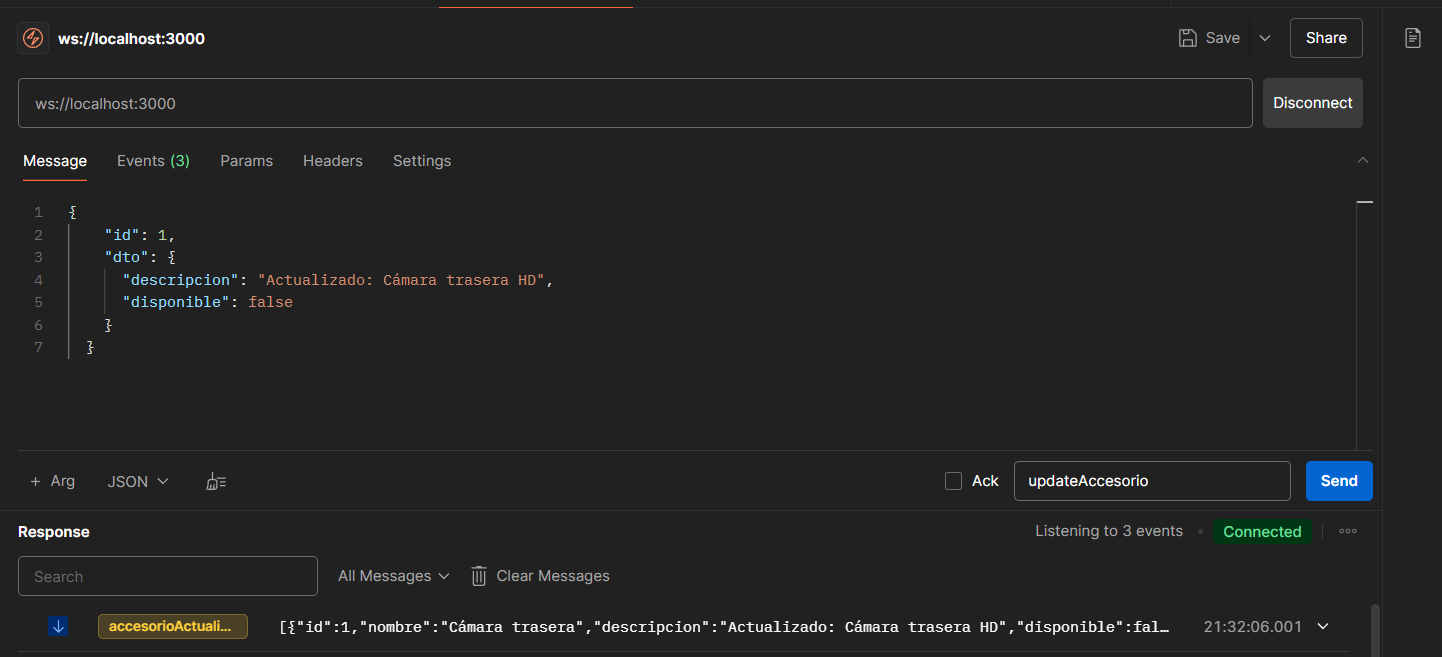 ws://localhost:3000
Save
Share
ws://localhost:3000
Disconnect
Message Events (3) Params Headers Settings
1 {
2 "id": 1,
3 "dto": {
4 "descripcion": "Actualizado: Cámara trasera HD",
5 "disponible": false
6 }
7 }
+ Arg JSON
Ack updateAccesorio Send
Response
Listening to 3 events • Connected
Search
All Messages
Clear Messages
accesorioActuali... [{"id":1,"nombre":"Cámara trasera","descripcion":"Actualizado: Cámara trasera HD","disponible":fal… 21:32:06.001